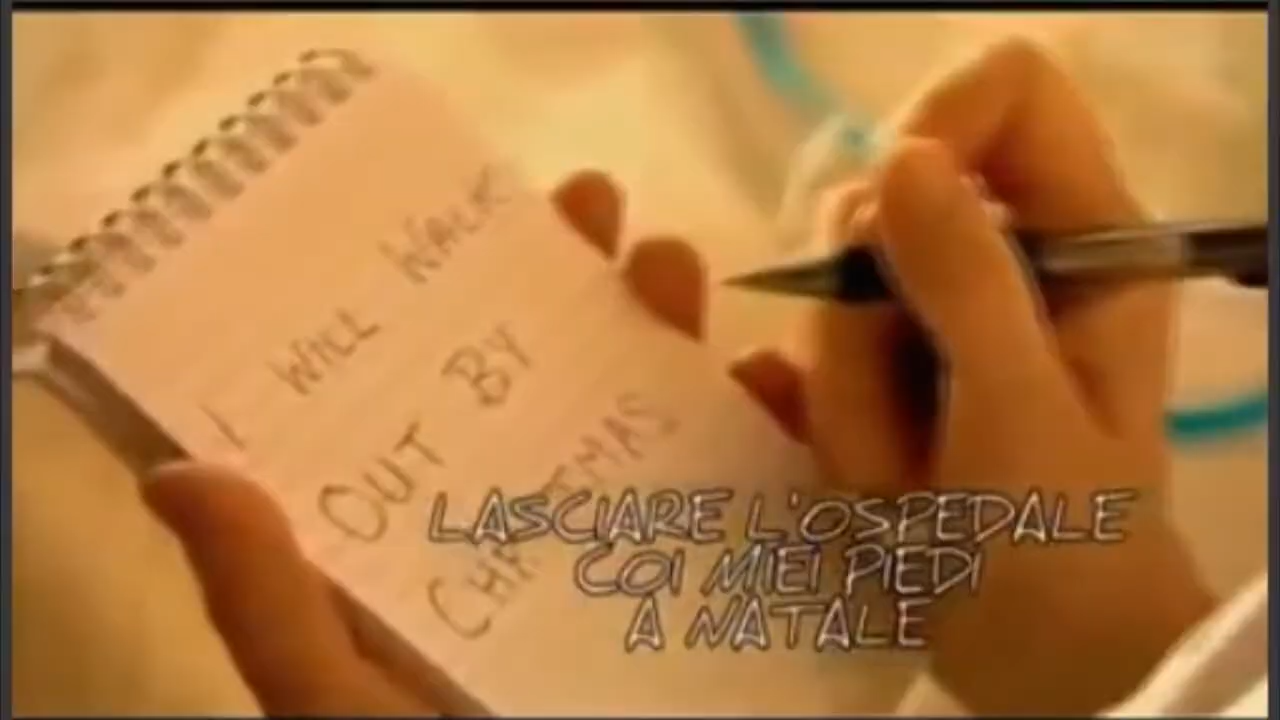 I WILL WALK
OUT BY
CHRISTMAS
LASCIARE L'OSPEDALE
COI MIEI PIEDI
A NATALE